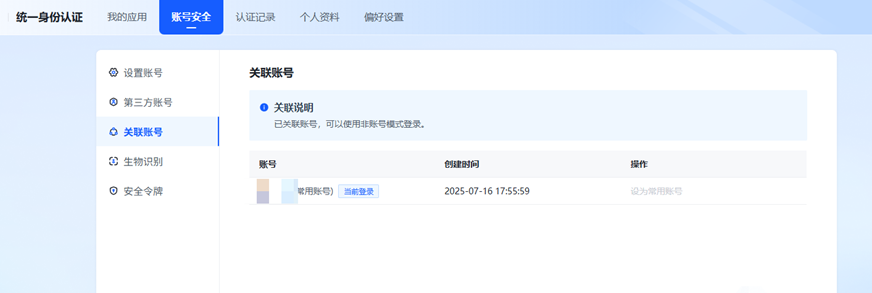 统一身份认证 我的应用 账号安全 认证记录 个人资料 偏好设置
设置账号
第三方账号
关联账号
生物识别
安全令牌
关联账号
关联说明
已关联账号，可以使用非账号模式登录。
账号 创建时间 操作
常用账号) 当前登录 2025-07-16 17:55:59 设为常用账号